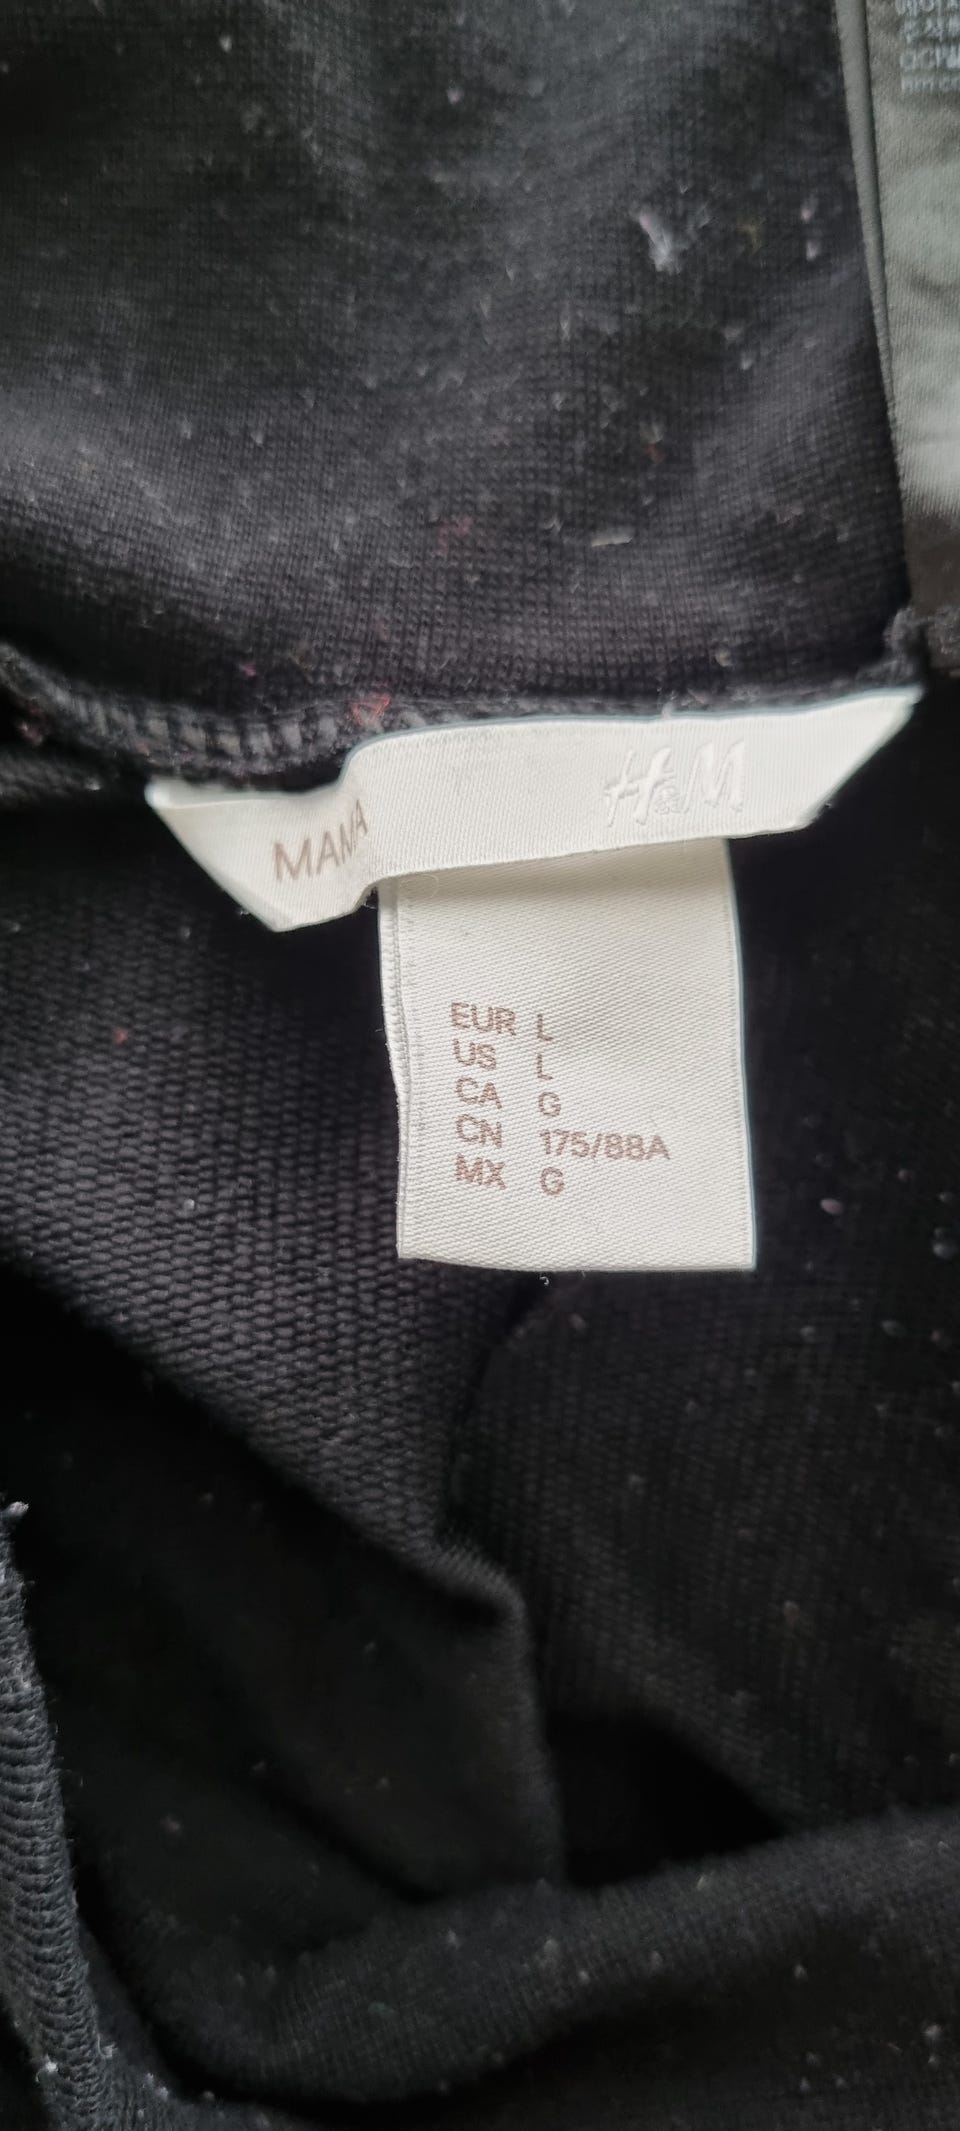 MAMA H&M
EUR L
US L
CA G
CN 175/88A
MX G